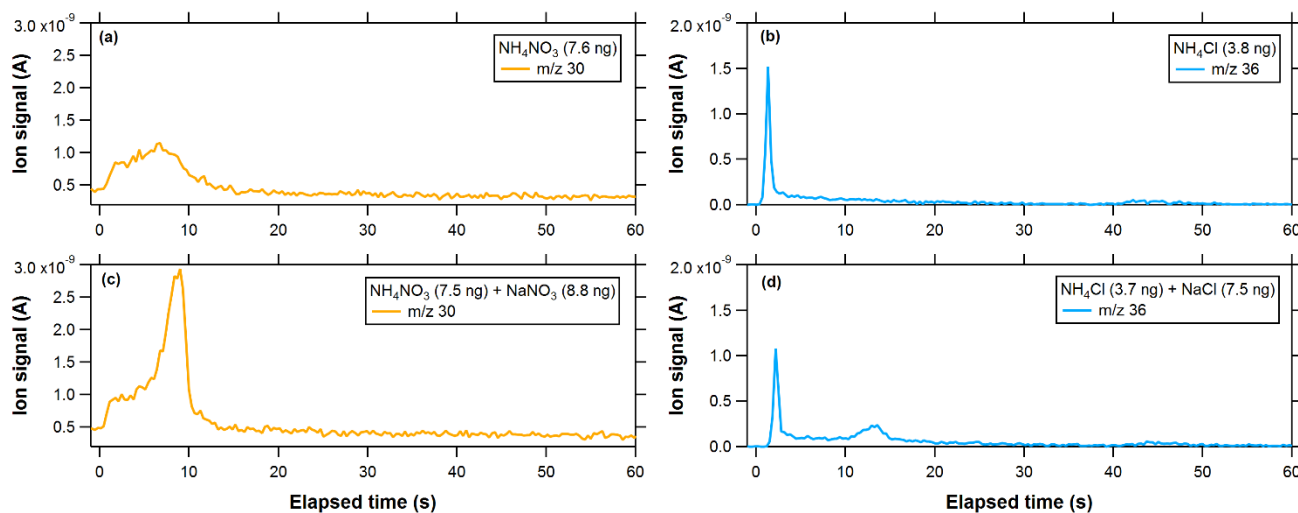 3.0 x10⁻⁹
2.5
2.0
1.5
1.0
0.5
Ion signal (A)
(a)
NH₄NO₃ (7.6 ng)
m/z 30
0
10
20
30
40
50
60
2.0 x10⁻⁹
1.5
1.0
0.5
0.0
Ion signal (A)
(b)
NH₄Cl (3.8 ng)
m/z 36
0
10
20
30
40
50
60
3.0 x10⁻⁹
2.5
2.0
1.5
1.0
0.5
Ion signal (A)
(c)
NH₄NO₃ (7.5 ng) + NaNO₃ (8.8 ng)
m/z 30
0
10
20
30
40
50
60
Elapsed time (s)
2.0 x10⁻⁹
1.5
1.0
0.5
0.0
Ion signal (A)
(d)
NH₄Cl (3.7 ng) + NaCl (7.5 ng)
m/z 36
0
10
20
30
40
50
60
Elapsed time (s)